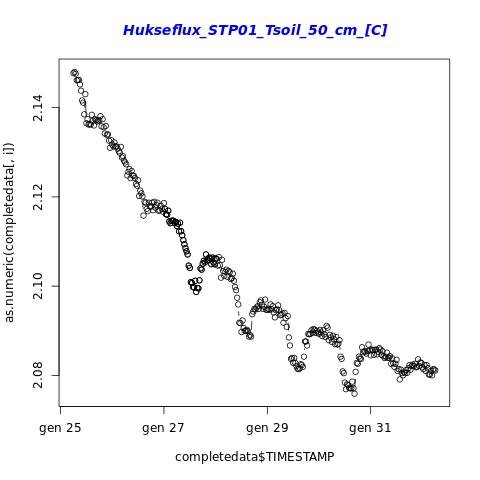 Hukseflux_STP01_Tsoil_50_cm_[C]
as.numeric(completedata[, i])
2.14
2.12
2.10
2.08
gen 25 gen 27 gen 29 gen 31
completedata$TIMESTAMP